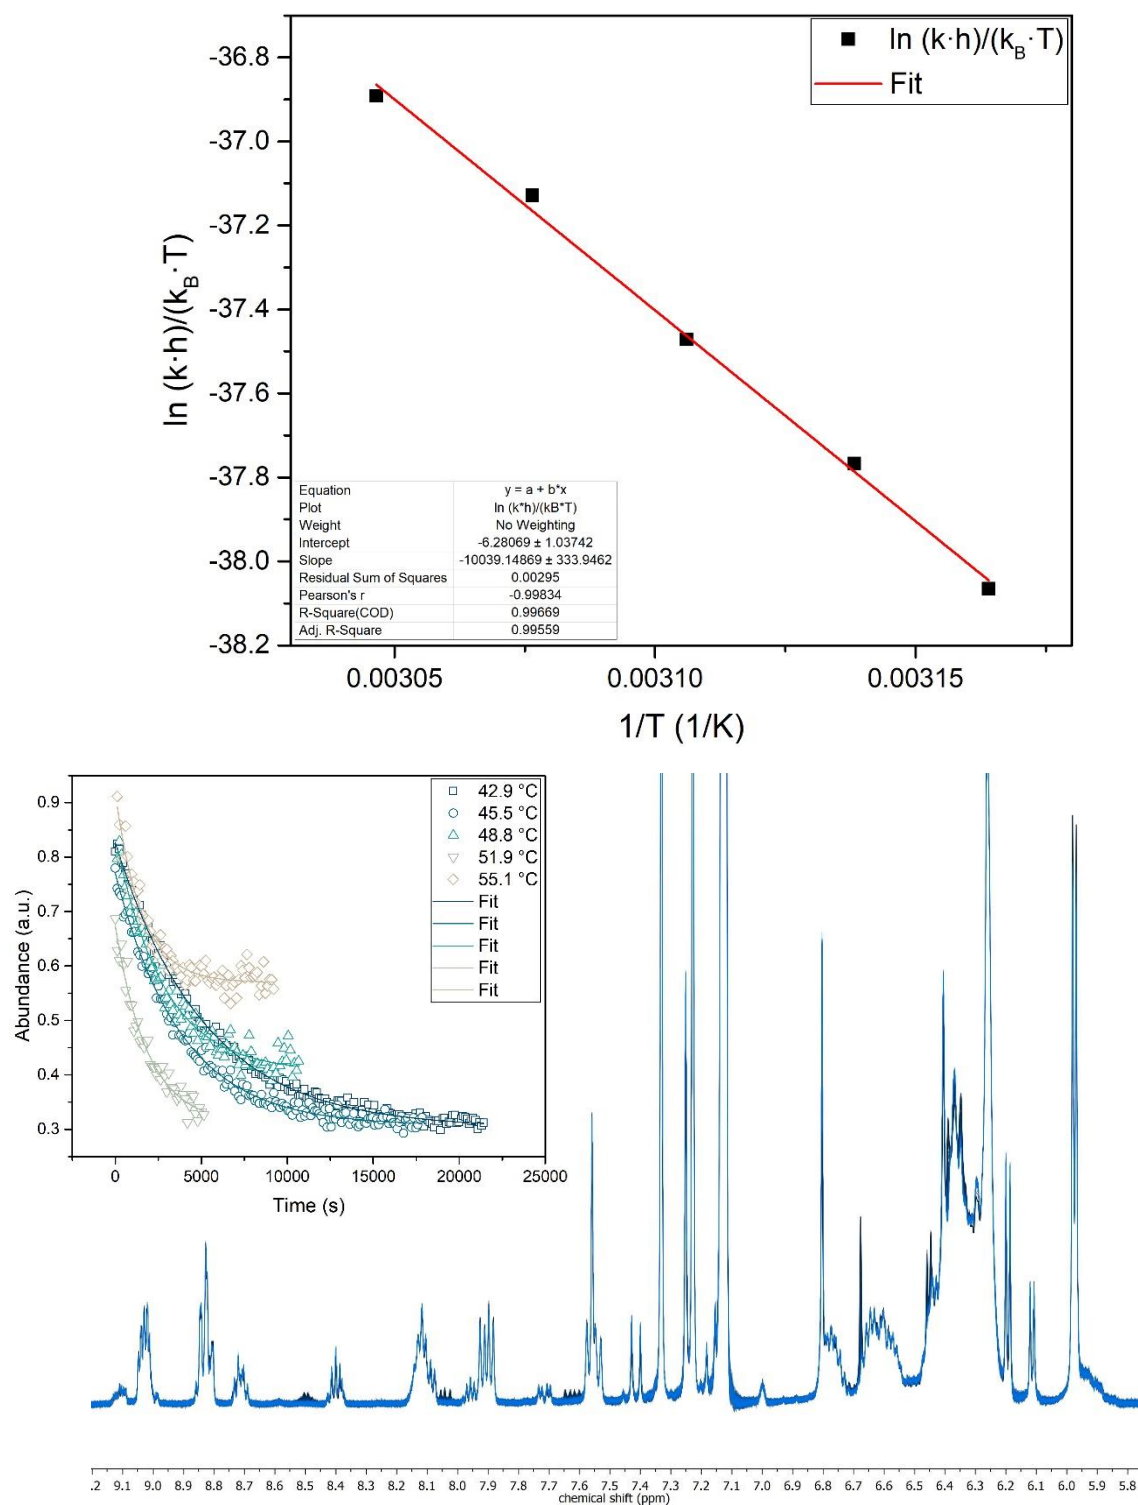 ln (k·h)/(k_B·T)
Fit
-36.8
-37.0
-37.2
-37.4
-37.6
-37.8
-38.0
-38.2
ln (k·h)/(k_B·T)
Equation y = a + b*x
Plot ln (k*h)/(kB*T)
Weight No Weighting
Intercept -6.28069 ± 1.03742
Slope -10039.14869 ± 333.9462
Residual Sum of Squares 0.00295
Pearson's r -0.99834
R-Square(COD) 0.99669
Adj. R-Square 0.99559
0.00305 0.00310 0.00315
1/T (1/K)
42.9 °C
45.5 °C
48.8 °C
51.9 °C
55.1 °C
Fit
Fit
Fit
Fit
Fit
0.9
0.8
0.7
0.6
0.5
0.4
0.3
Abundance (a.u.)
0 5000 10000 15000 20000 25000
Time (s)
.2 9.1 9.0 8.9 8.8 8.7 8.6 8.5 8.4 8.3 8.2 8.1 8.0 7.9 7.8 7.7 7.6 7.5 7.4 7.3 7.2 7.1 7.0 6.9 6.8 6.7 6.6 6.5 6.4 6.3 6.2 6.1 6.0 5.9 5.8
chemical shift (ppm)